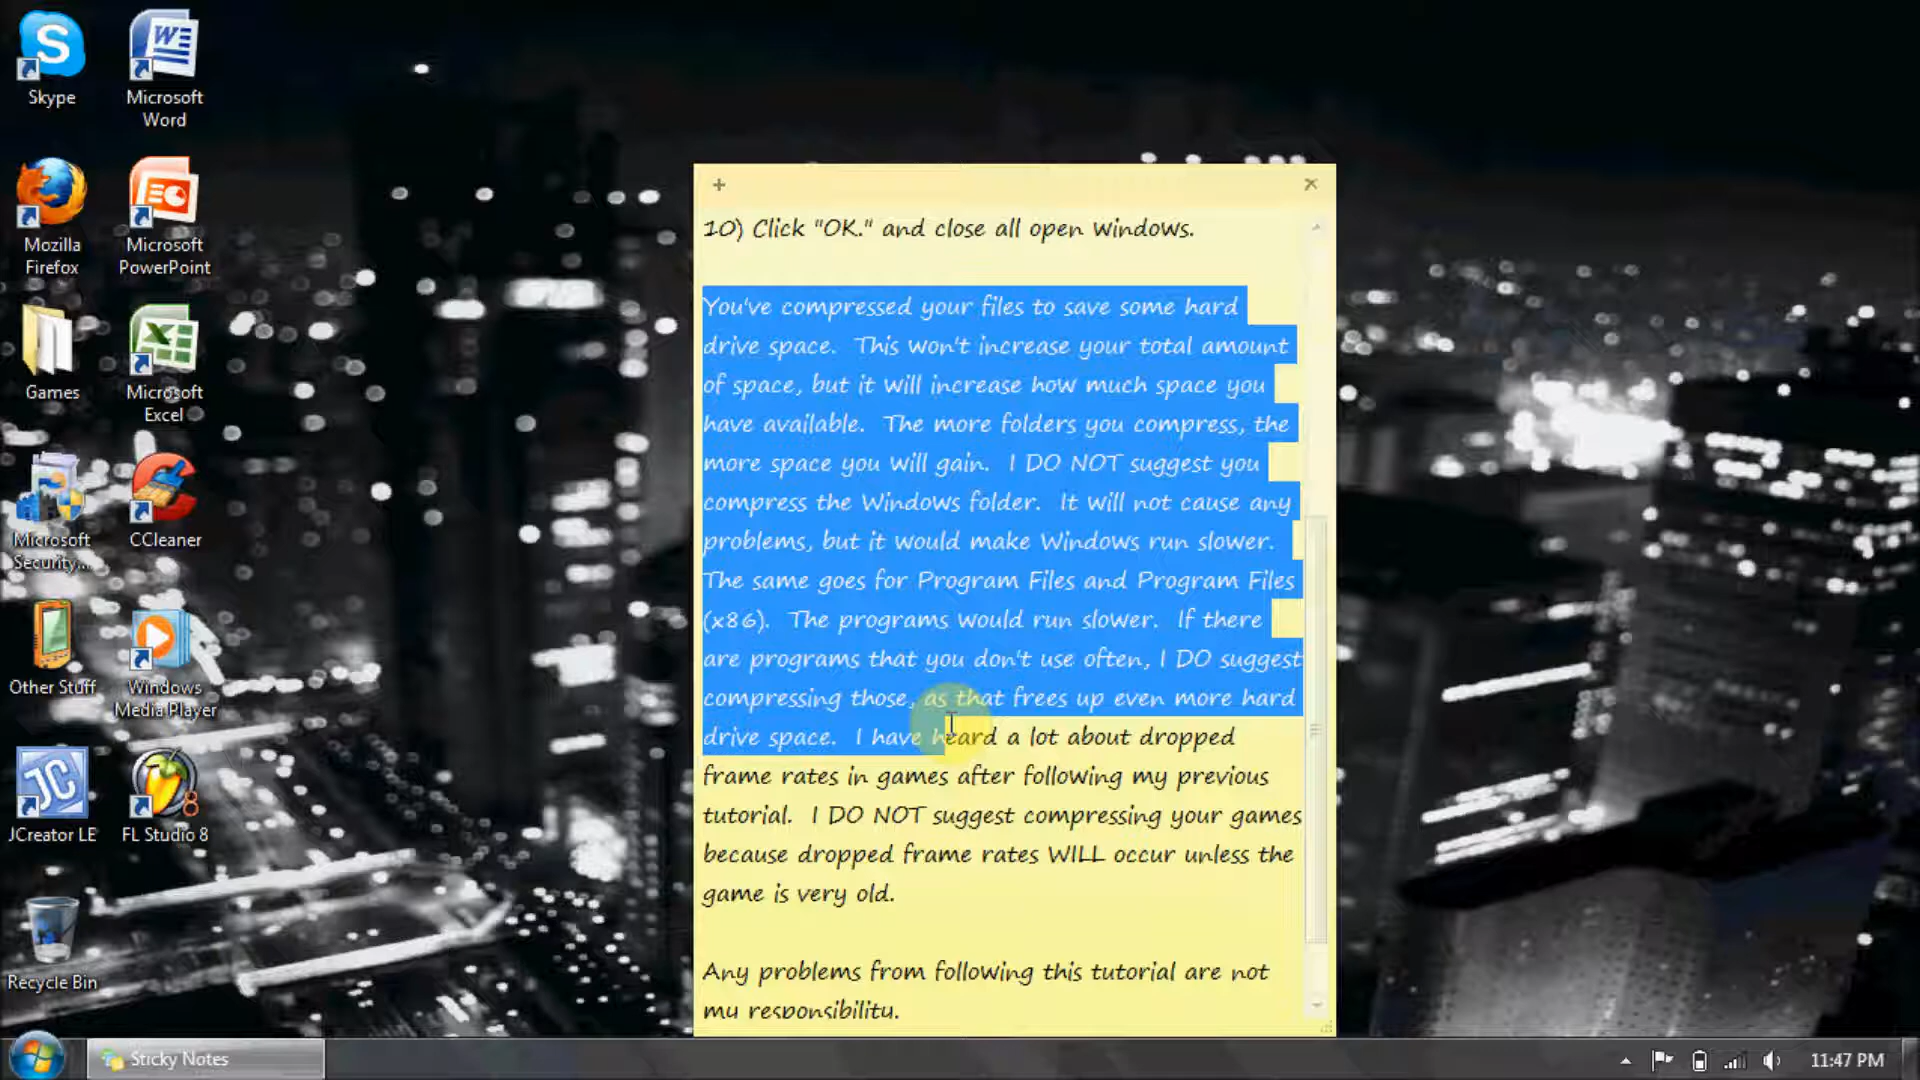 Skype
Microsoft
Word
Mozilla
Firefox
Microsoft
PowerPoint
Games
Microsoft
Excel
Microsoft
Security...
CCleaner
Other Stuff
Windows
Media Player
JCreator LE
FL Studio 8
Recycle Bin
10) Click "OK." and close all open windows.
You've compressed your files to save some hard
drive space.  This won't increase your total amount
of space, but it will increase how much space you
have available.  The more folders you compress, the
more space you will gain.  I DO NOT suggest you
compress the Windows folder.  It will not cause any
problems, but it would make Windows run slower.
The same goes for Program Files and Program Files
(x86).  The programs would run slower.  If there
are programs that you don't use often, I DO suggest
compressing those, as that frees up even more hard
drive space.  I have heard a lot about dropped
frame rates in games after following my previous
tutorial.  I DO NOT suggest compressing your games
because dropped frame rates WILL occur unless the
game is very old.
Any problems from following this tutorial are not
my responsibility.
Sticky Notes
11:47 PM